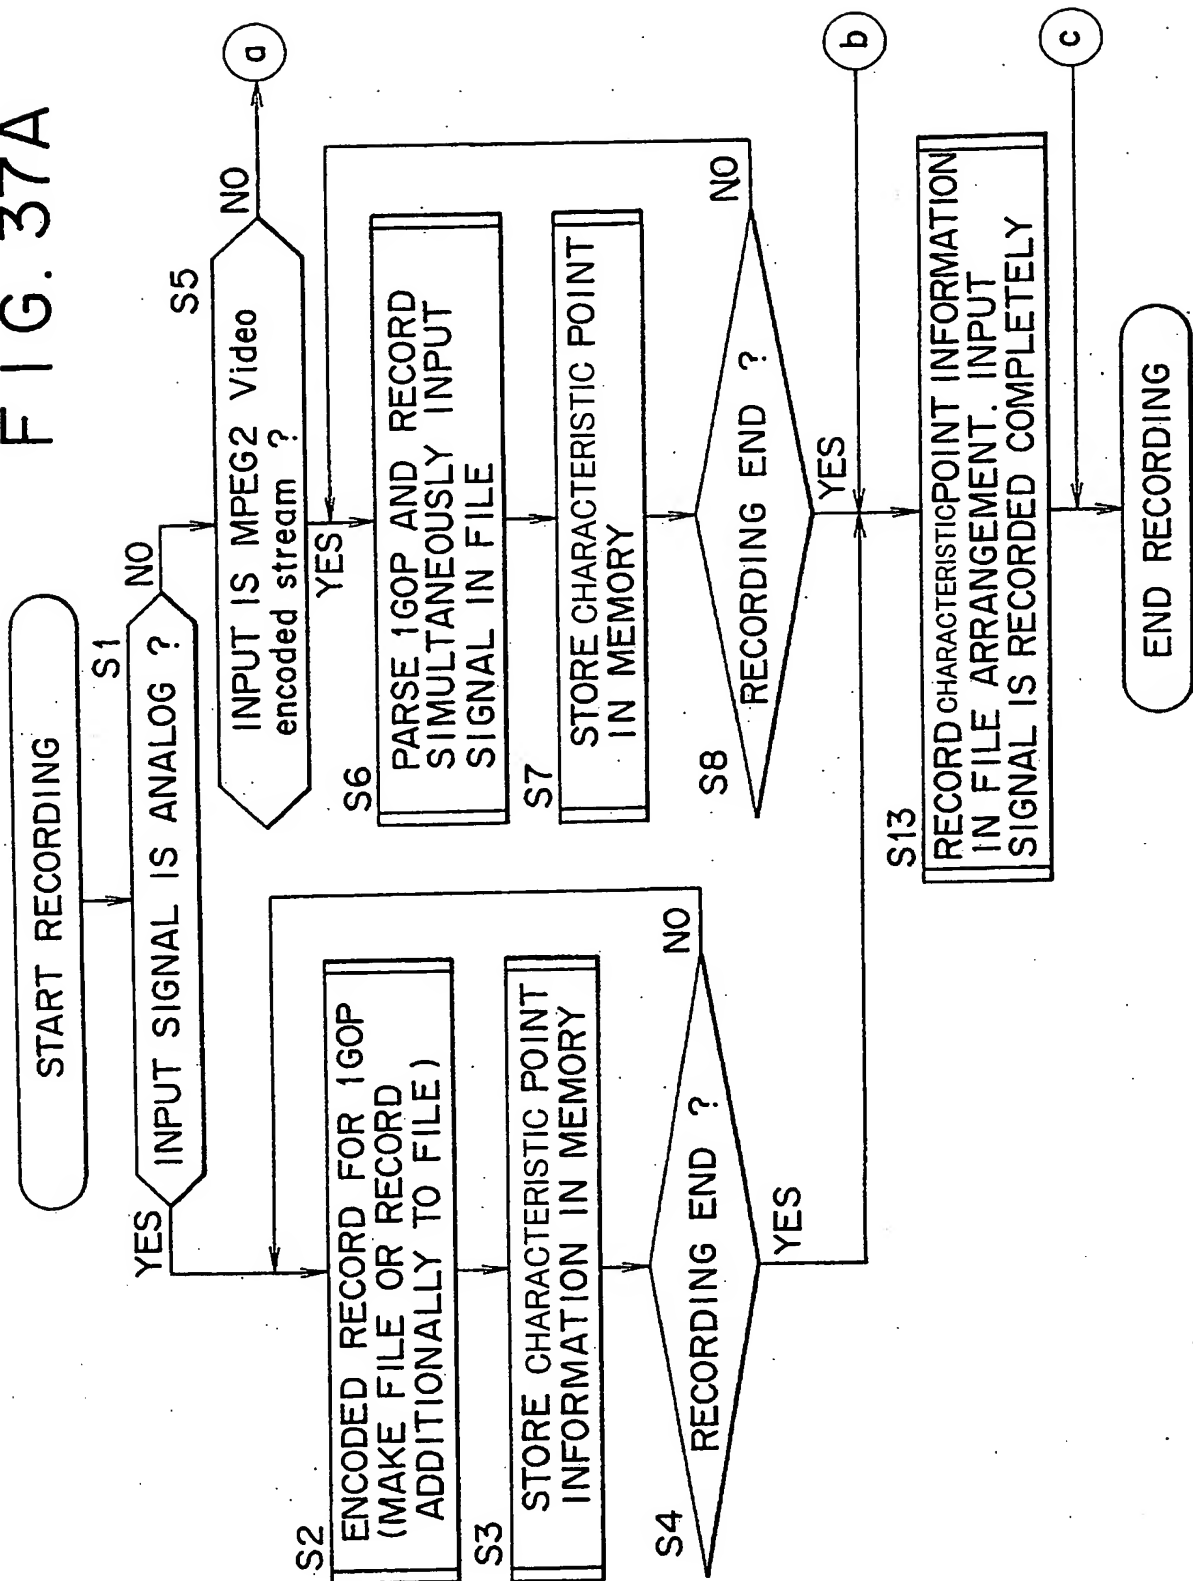 FIG. 37A
START RECORDING
S1
INPUT SIGNAL IS ANALOG ?
YES
NO
S2
ENCODED RECORD FOR 1GOP
(MAKE FILE OR RECORD
ADDITIONALLY TO FILE)
S3
STORE CHARACTERISTIC POINT
INFORMATION IN MEMORY
S4
RECORDING END ?
NO
YES
S5
INPUT IS MPEG2 Video
encoded stream ?
NO
a
YES
S6
PARSE 1GOP AND RECORD
SIMULTANEOUSLY INPUT
SIGNAL IN FILE
S7
STORE CHARACTERISTIC POINT
IN MEMORY
S8
RECORDING END ?
NO
YES
b
S13
RECORD CHARACTERISTICPOINT INFORMATION
IN FILE ARRANGEMENT. INPUT
SIGNAL IS RECORDED COMPLETELY
c
END RECORDING